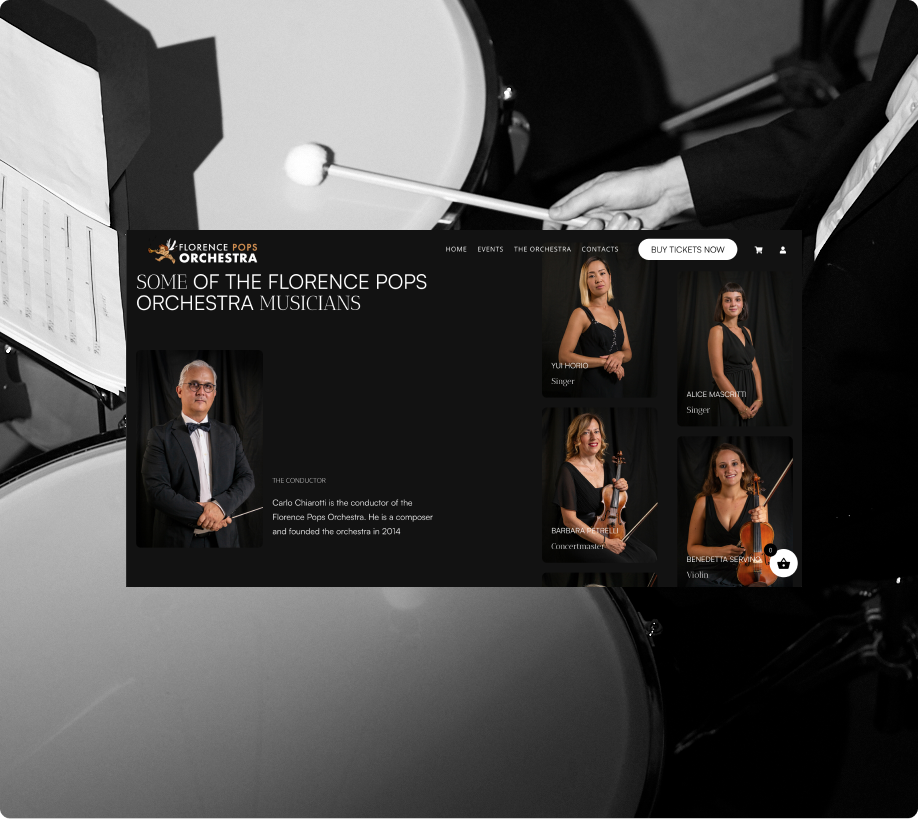 FLORENCE POPS
ORCHESTRA
HOME EVENTS THE ORCHESTRA CONTACTS BUY TICKETS NOW
SOME OF THE FLORENCE POPS
ORCHESTRA MUSICIANS
THE CONDUCTOR
Carlo Chiarotti is the conductor of the
Florence Pops Orchestra. He is a composer
and founded the orchestra in 2014
YUI HORIO
Singer
ALICE MASCRITTI
Singer
BARBARA PETRELLI
Concertmaster
BENEDETTA SERVINO
Violin
0